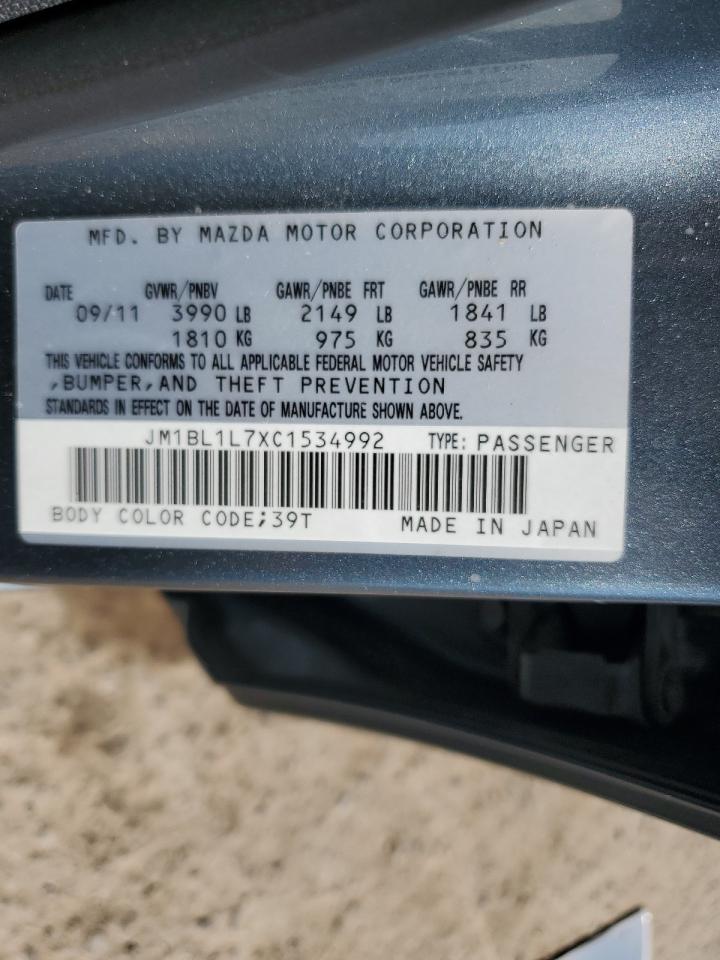 MFD. BY MAZDA MOTOR CORPORATION
DATE GVWR/PNBV GAWR/PNBE FRT GAWR/PNBE RR
09/11 3990 LB 2149 LB 1841 LB
1810 KG 975 KG 835 KG
THIS VEHICLE CONFORMS TO ALL APPLICABLE FEDERAL MOTOR VEHICLE SAFETY
,BUMPER,AND THEFT PREVENTION
STANDARDS IN EFFECT ON THE DATE OF MANUFACTURE SHOWN ABOVE.
JM1BL1L7XC1534992 TYPE: PASSENGER
BODY COLOR CODE;39T MADE IN JAPAN